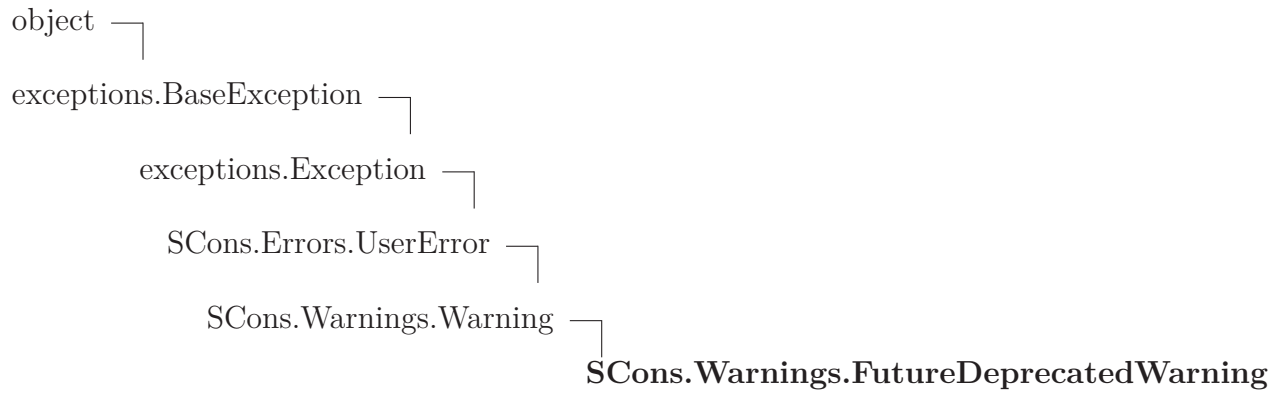 object
exceptions.BaseException
exceptions.Exception
SCons.Errors.UserError
SCons.Warnings.Warning
SCons.Warnings.FutureDeprecatedWarning